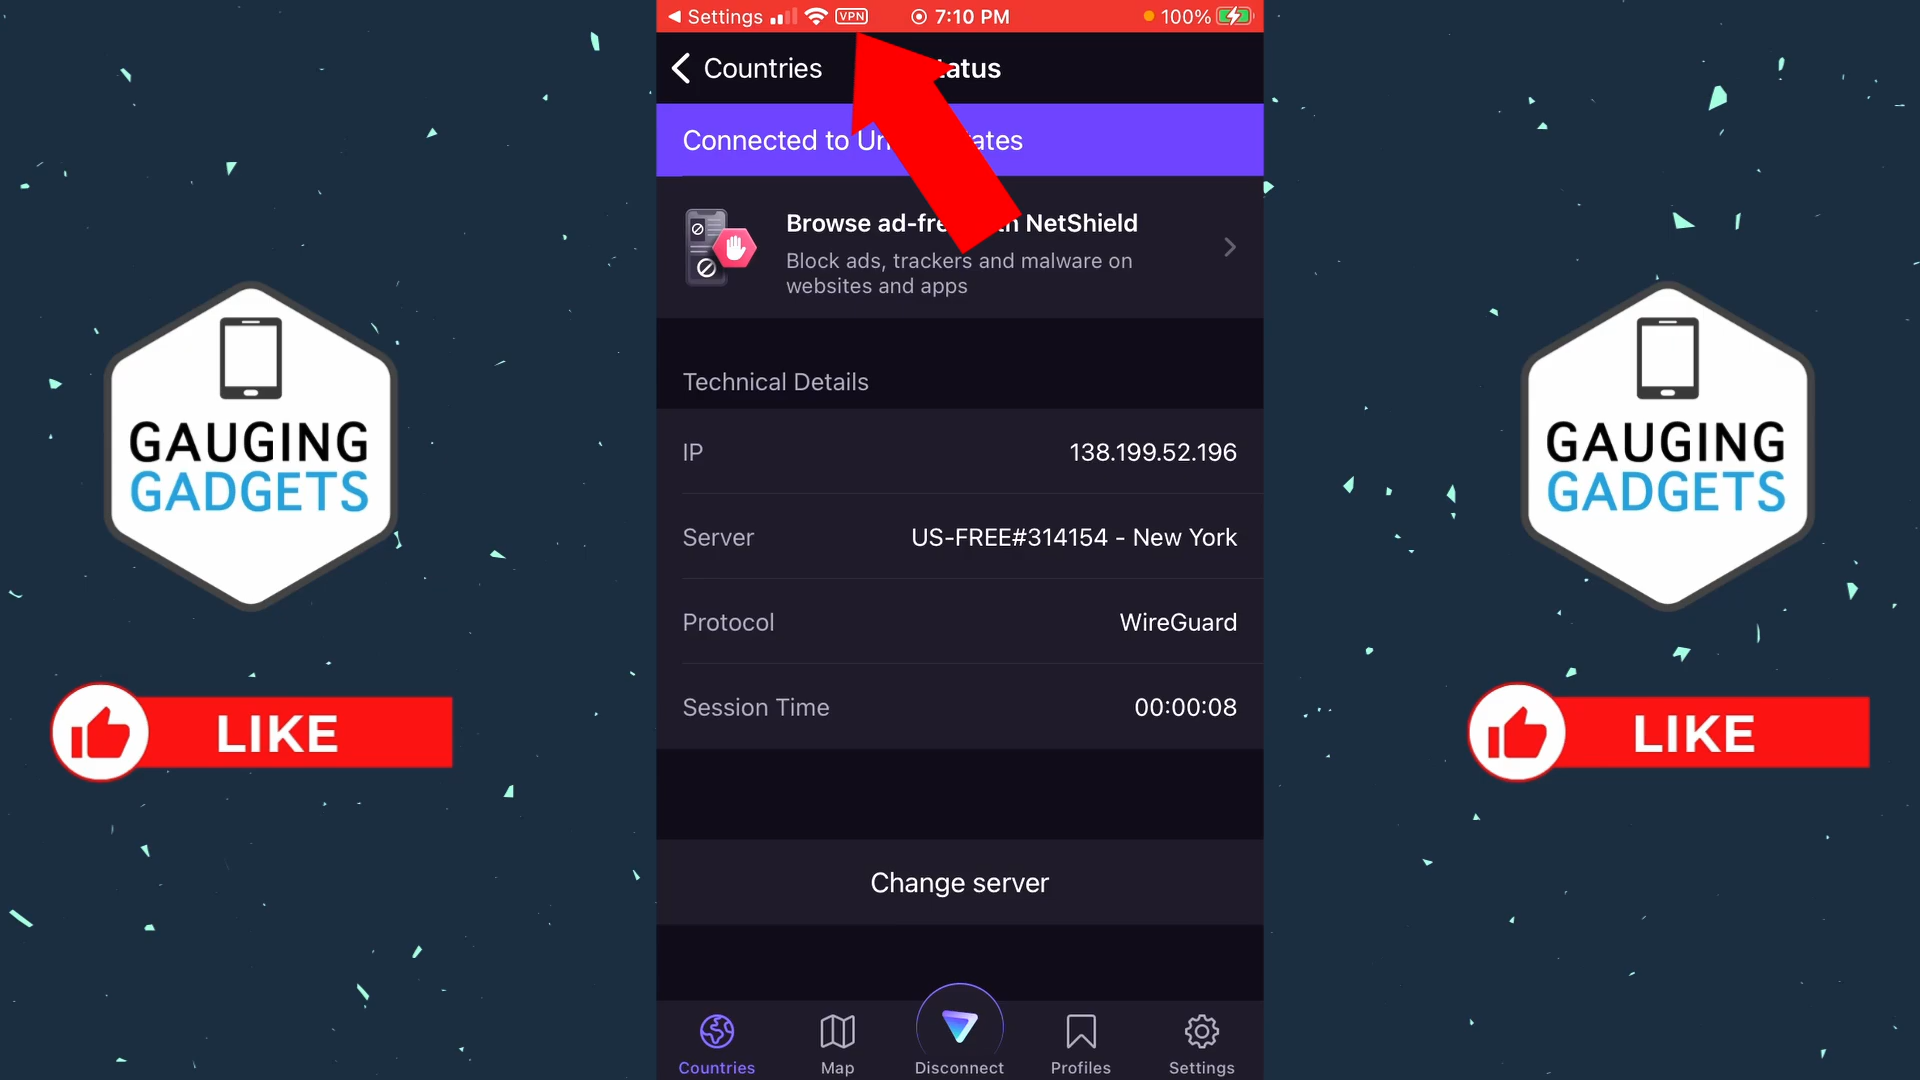 Settings VPN 7:10 PM 100%
Countries tatus
Connected to Un ates
Browse ad-fre h NetShield
Block ads, trackers and malware on
websites and apps
Technical Details
IP 138.199.52.196
Server US-FREE#314154 - New York
Protocol WireGuard
Session Time 00:00:08
Change server
Countries Map Disconnect Profiles Settings
GAUGING
GADGETS
LIKE
GAUGING
GADGETS
LIKE